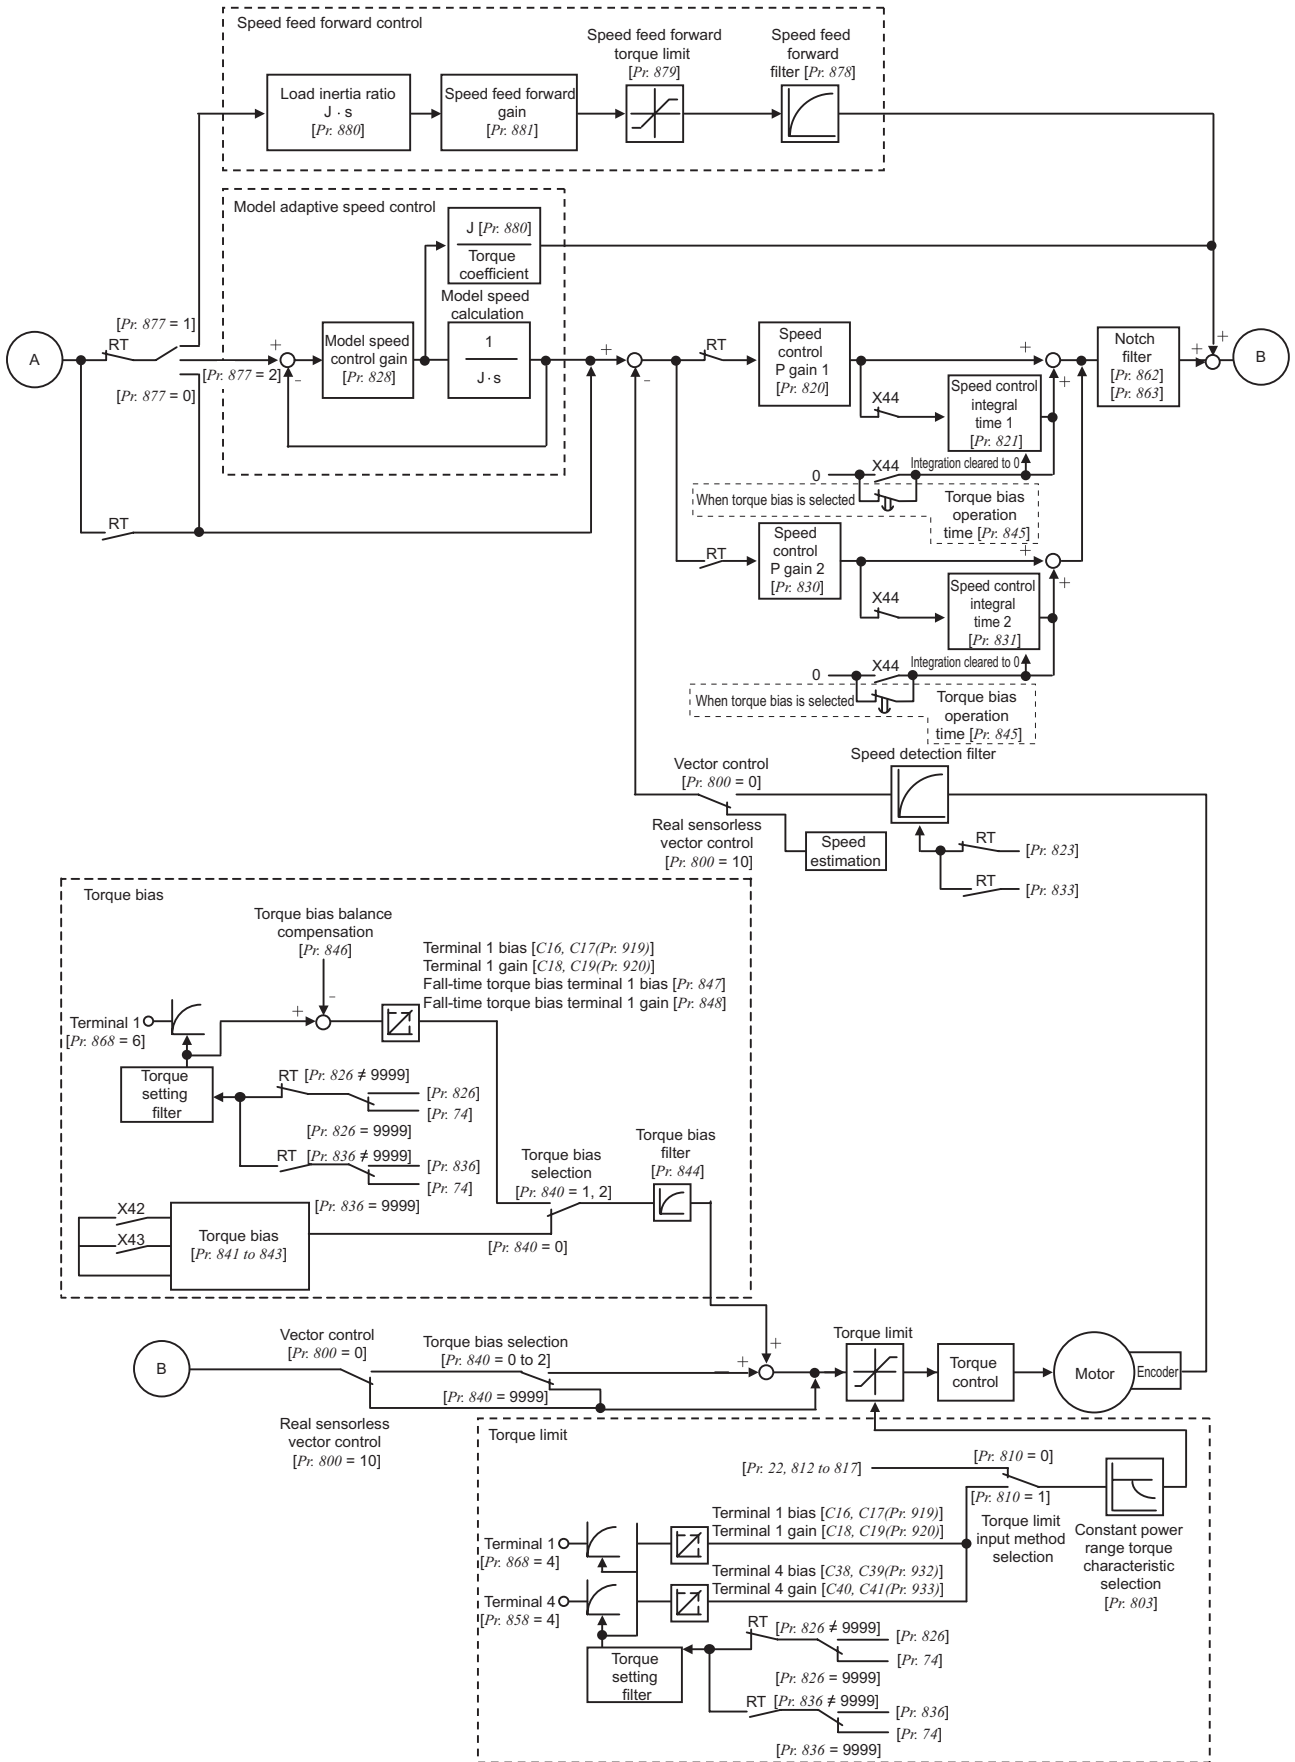 Speed feed forward control
Speed feed forward
torque limit
[Pr. 879]
Speed feed
forward
filter [Pr. 878]
Load inertia ratio
J · s
[Pr. 880]
Speed feed forward
gain
[Pr. 881]
Model adaptive speed control
J [Pr. 880]
Torque
coefficient
Model speed
calculation
[Pr. 877 = 1]
RT
A
[Pr. 877 = 2]
[Pr. 877 = 0]
+
-
Model speed
control gain
[Pr. 828]
1
J · s
+
-
RT
Speed
control
P gain 1
[Pr. 820]
+
+
Notch
filter
[Pr. 862]
[Pr. 863]
+
+
B
X44
Speed control
integral
time 1
[Pr. 821]
0
X44
Integration cleared to 0
When torque bias is selected
Torque bias
operation
time [Pr. 845]
RT
RT
Speed
control
P gain 2
[Pr. 830]
+
+
X44
Speed control
integral
time 2
[Pr. 831]
0
X44
Integration cleared to 0
When torque bias is selected
Torque bias
operation
time [Pr. 845]
Vector control
[Pr. 800 = 0]
Speed detection filter
Real sensorless
vector control
[Pr. 800 = 10]
Speed
estimation
RT
[Pr. 823]
RT
[Pr. 833]
Torque bias
Torque bias balance
compensation
[Pr. 846]
Terminal 1 bias [C16, C17(Pr. 919)]
Terminal 1 gain [C18, C19(Pr. 920)]
Fall-time torque bias terminal 1 bias [Pr. 847]
Fall-time torque bias terminal 1 gain [Pr. 848]
Terminal 1
[Pr. 868 = 6]
+
-
Torque
setting
filter
RT
[Pr. 826 ≠ 9999]
[Pr. 826]
[Pr. 74]
[Pr. 826 = 9999]
RT
[Pr. 836 ≠ 9999]
[Pr. 836]
[Pr. 74]
[Pr. 836 = 9999]
Torque bias
selection
[Pr. 840 = 1, 2]
Torque bias
filter
[Pr. 844]
X42
X43
Torque bias
[Pr. 841 to 843]
[Pr. 840 = 0]
B
Vector control
[Pr. 800 = 0]
Torque bias selection
[Pr. 840 = 0 to 2]
[Pr. 840 = 9999]
Real sensorless
vector control
[Pr. 800 = 10]
+
+
Torque limit
Torque
control
Motor
Encoder
Torque limit
[Pr. 22, 812 to 817]
[Pr. 810 = 0]
[Pr. 810 = 1]
Torque limit
input method
selection
Constant power
range torque
characteristic
selection
[Pr. 803]
Terminal 1 bias [C16, C17(Pr. 919)]
Terminal 1 gain [C18, C19(Pr. 920)]
Terminal 1
[Pr. 868 = 4]
Terminal 4 bias [C38, C39(Pr. 932)]
Terminal 4 gain [C40, C41(Pr. 933)]
Terminal 4
[Pr. 858 = 4]
Torque
setting
filter
RT
[Pr. 826 ≠ 9999]
[Pr. 826]
[Pr. 74]
[Pr. 826 = 9999]
RT
[Pr. 836 ≠ 9999]
[Pr. 836]
[Pr. 74]
[Pr. 836 = 9999]